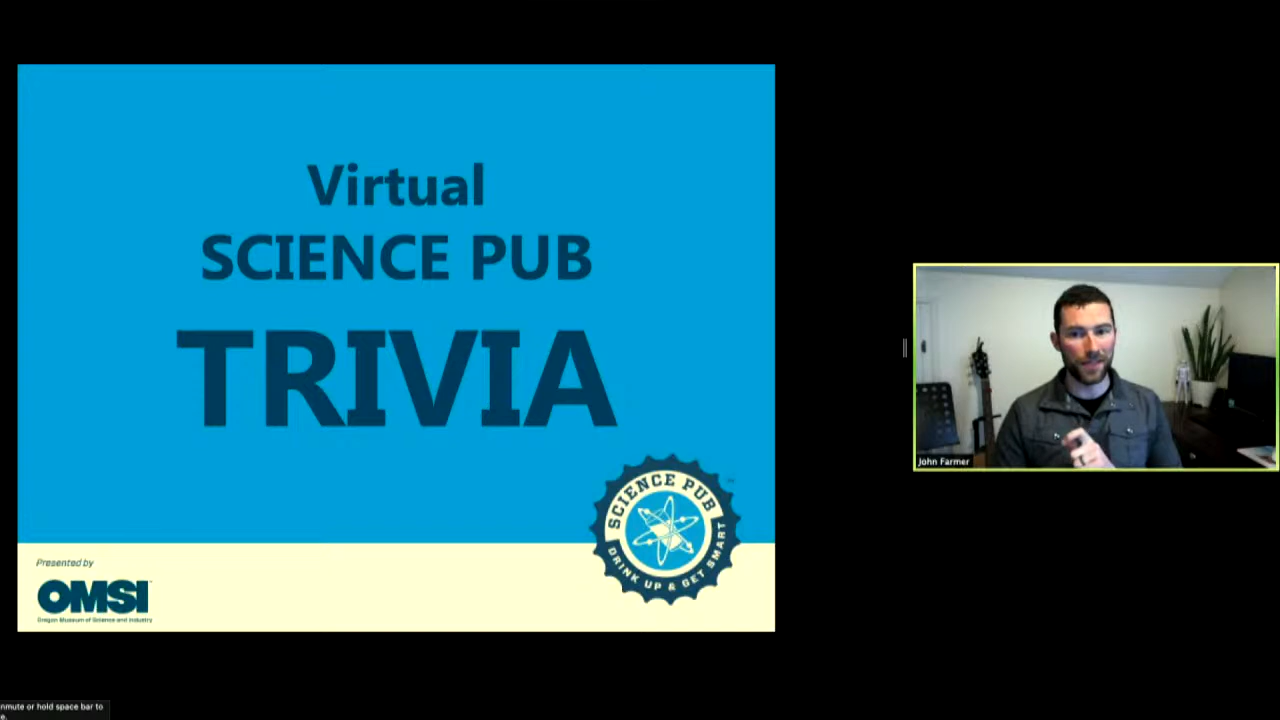 Virtual
SCIENCE PUB
TRIVIA
SCIENCE PUB
DRINK UP & GET SMART
Presented by
OMSI
Oregon Museum of Science and Industry
John Farmer
nmute or hold space bar to
e.